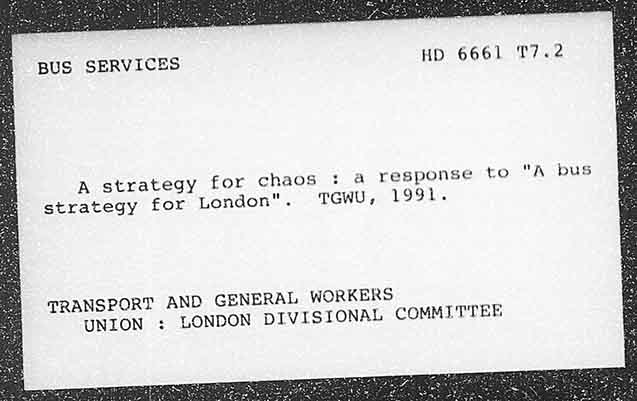 BUS SERVICES
HD 6661 T7.2
A strategy for chaos : a response to "A bus
strategy for London". TGWU, 1991.
TRANSPORT AND GENERAL WORKERS
UNION : LONDON DIVISIONAL COMMITTEE